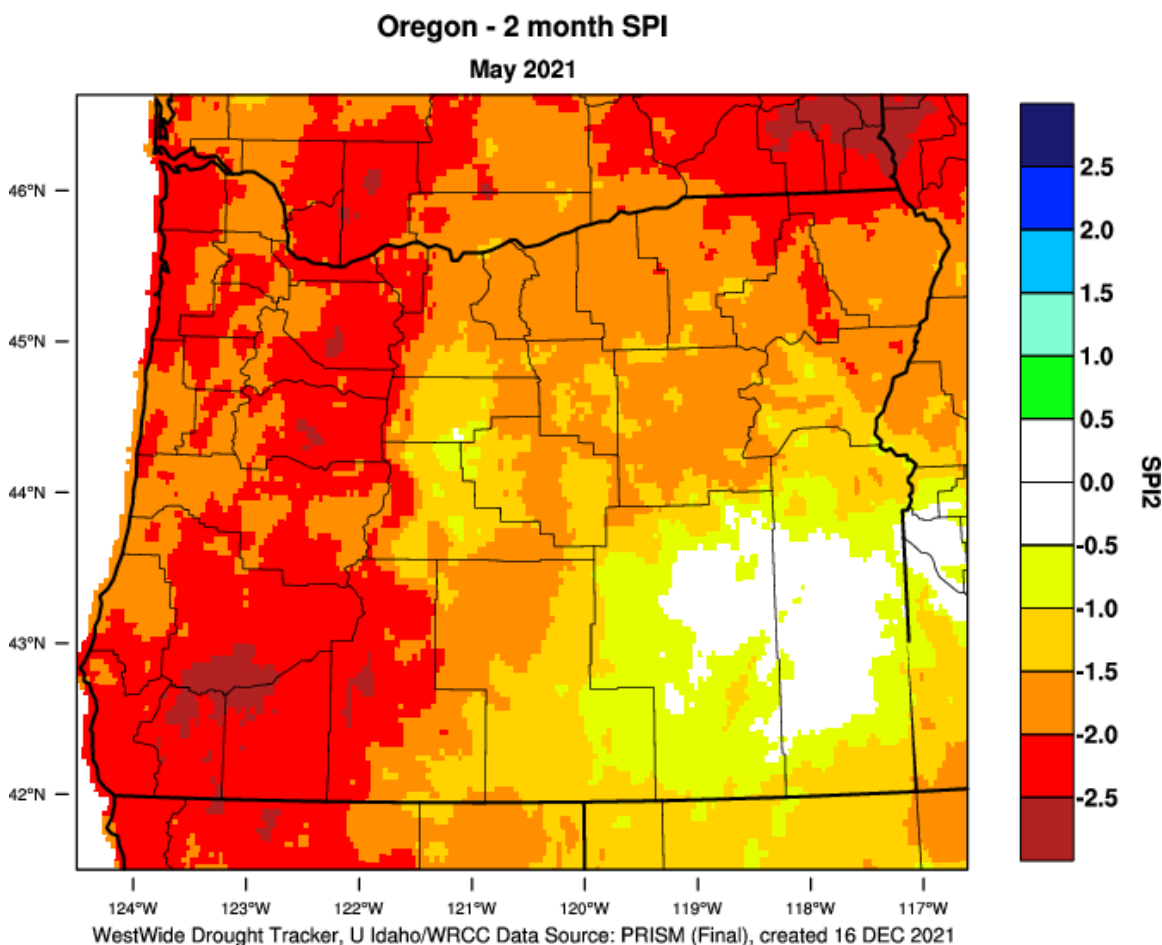 Oregon - 2 month SPI
May 2021
46°N
45°N
44°N
43°N
42°N
124°W 123°W 122°W 121°W 120°W 119°W 118°W 117°W
2.5
2.0
1.5
1.0
0.5
0.0
-0.5
-1.0
-1.5
-2.0
-2.5
SPI2
WestWide Drought Tracker, U Idaho/WRCC Data Source: PRISM (Final), created 16 DEC 2021